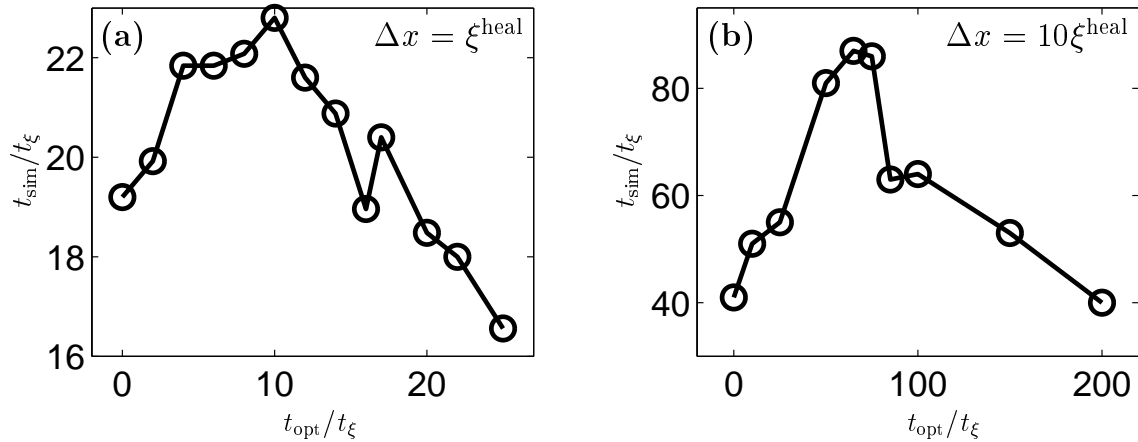 (a)
Δx = ξ^heal
22
20
18
16
t_sim/t_ξ
0 10 20
t_opt/t_ξ
(b)
Δx = 10ξ^heal
80
60
40
t_sim/t_ξ
0 100 200
t_opt/t_ξ